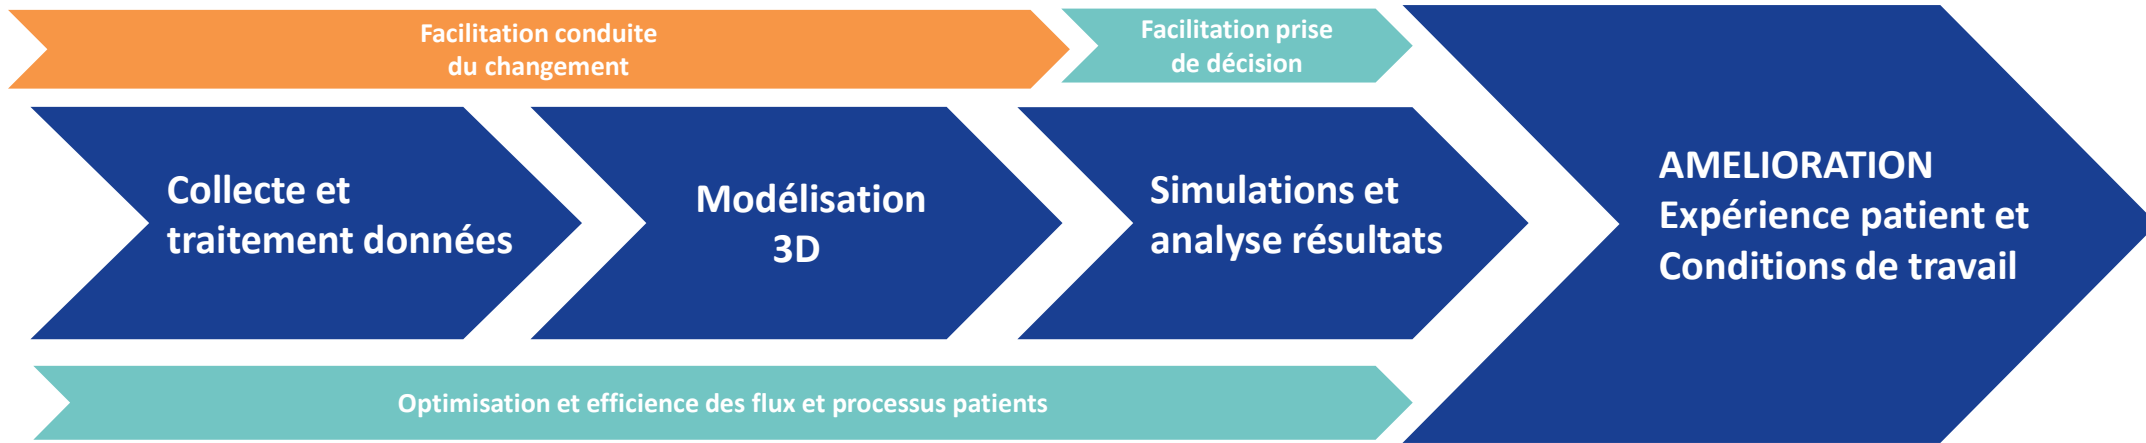 Facilitation conduite
du changement
Facilitation prise
de décision
Collecte et
traitement données
Modélisation
3D
Simulations et
analyse résultats
AMELIORATION
Expérience patient et
Conditions de travail
Optimisation et efficience des flux et processus patients